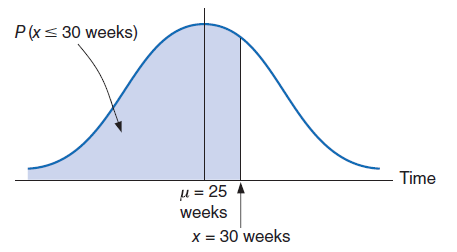 P(x ≤ 30 weeks)
Time
μ = 25
weeks
x = 30 weeks